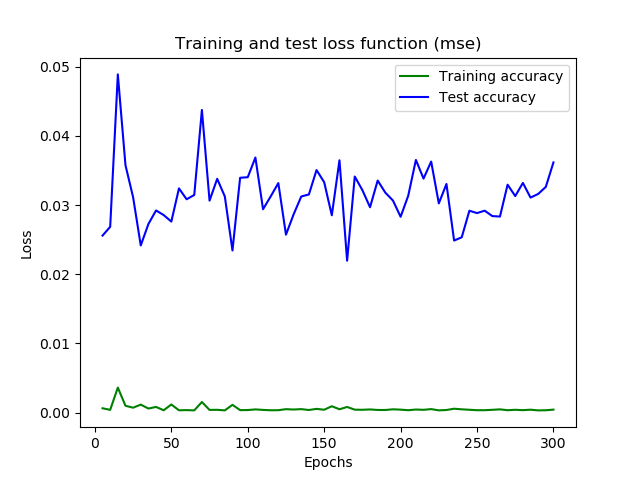 Training and test loss function (mse)
Training accuracy
Test accuracy
0.05
0.04
0.03
0.02
0.01
0.00
Loss
0
50
100
150
200
250
300
Epochs